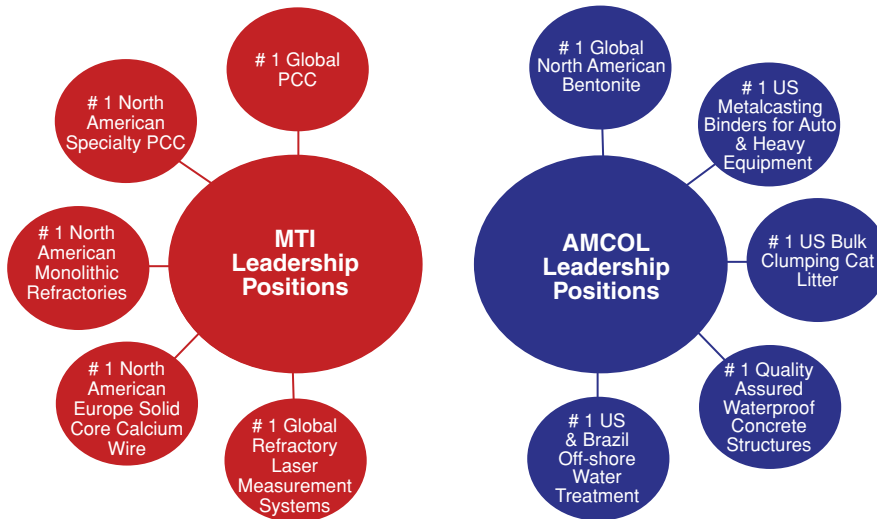 # 1 Global
PCC
# 1 North
American
Specialty PCC
# 1 North
American
Monolithic
Refractories
# 1 North
American
Europe Solid
Core Calcium
Wire
# 1 Global
Refractory
Laser
Measurement
Systems
MTI
Leadership
Positions
# 1 Global
North American
Bentonite
# 1 US
Metalcasting
Binders for Auto
& Heavy
Equipment
# 1 US Bulk
Clumping Cat
Litter
# 1 Quality
Assured
Waterproof
Concrete
Structures
# 1 US
& Brazil
Off-shore
Water
Treatment
AMCOL
Leadership
Positions